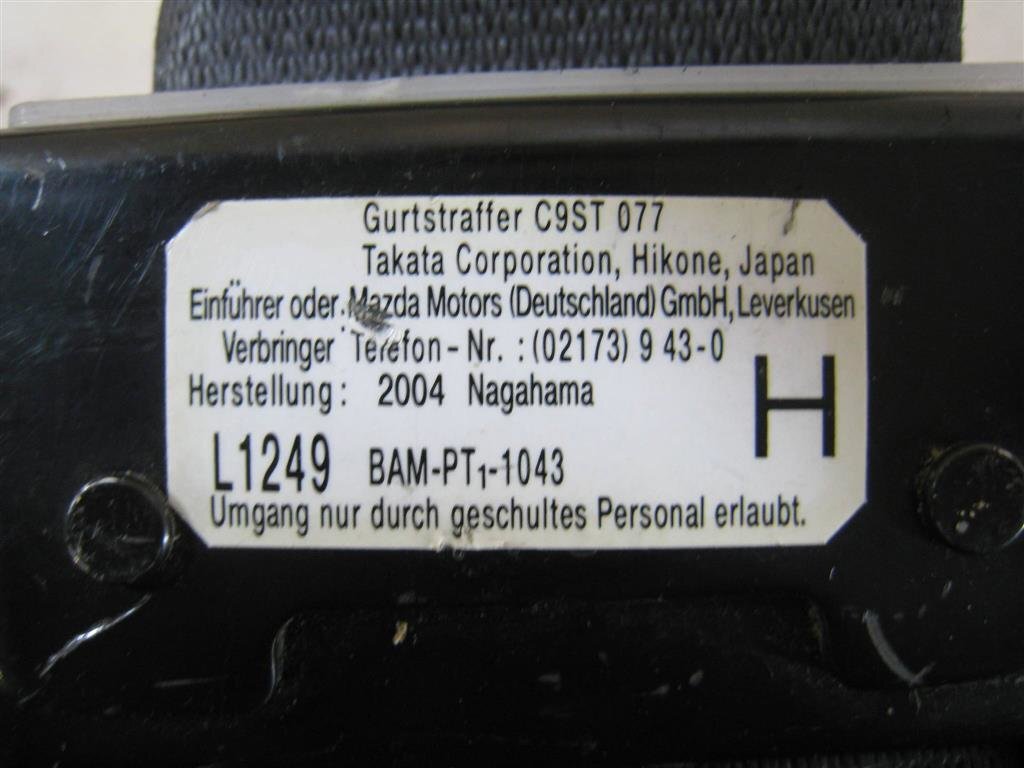 Gurtstraffer C9ST 077
Takata Corporation, Hikone, Japan
Einführer oder Mazda Motors (Deutschland) GmbH, Leverkusen
Verbringer Telefon-Nr. : (02173) 9 43-0
Herstellung : 2004 Nagahama
H
L1249 BAM-PT1-1043
Umgang nur durch geschultes Personal erlaubt.